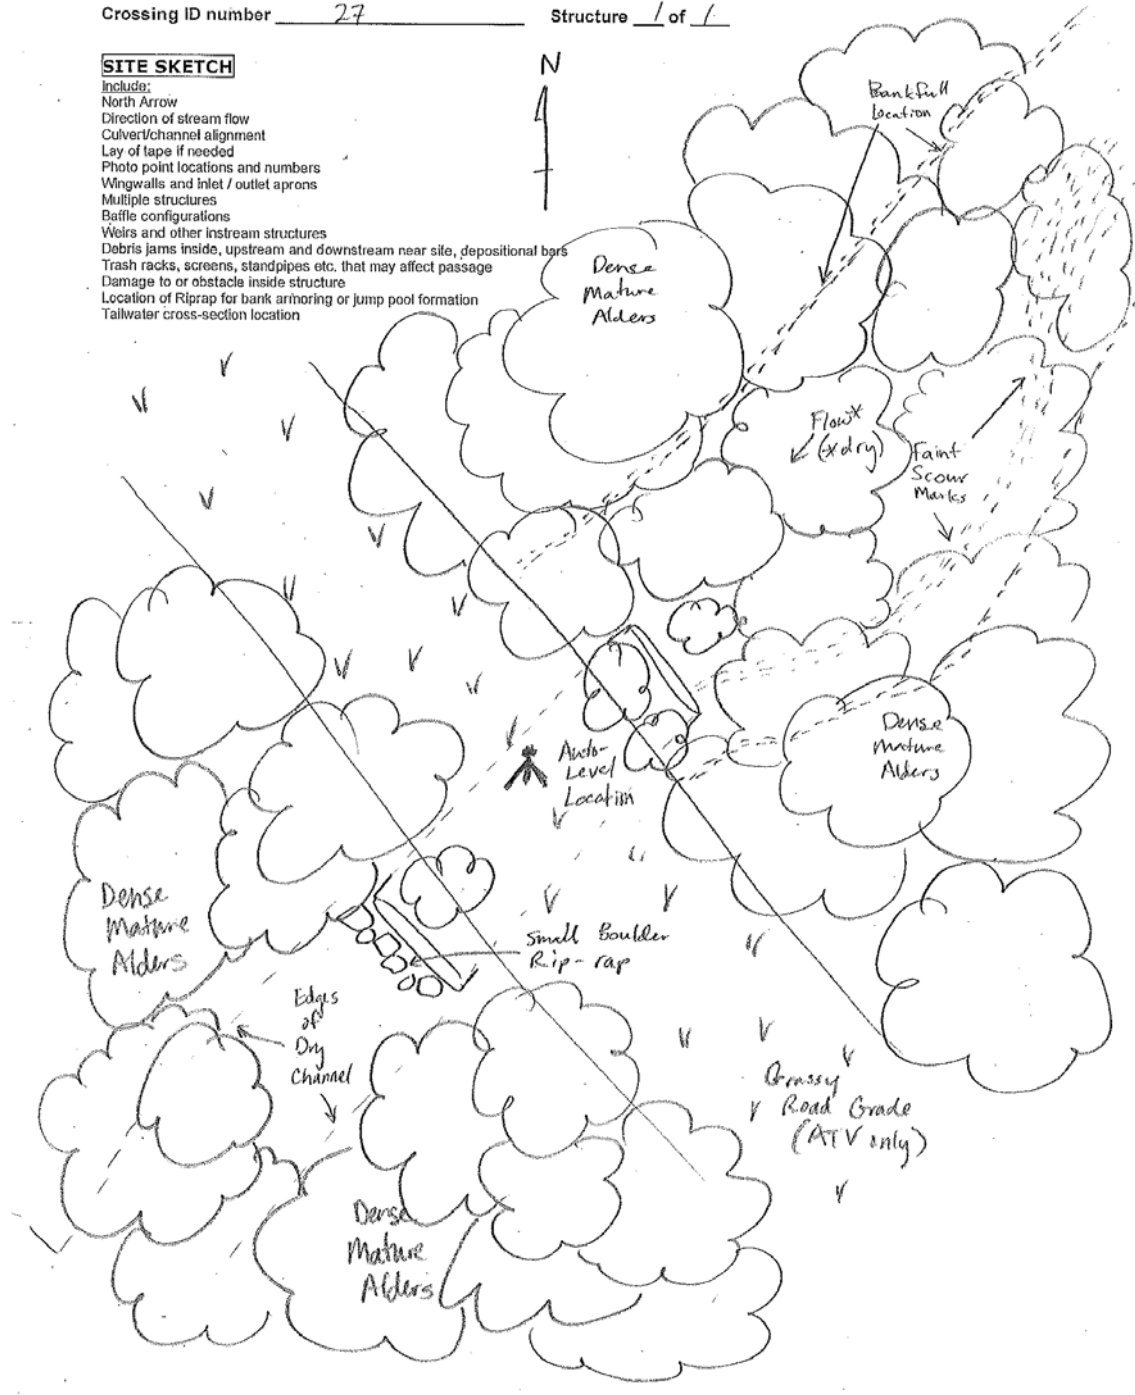 Crossing ID number 27 Structure 1 of 1
SITE SKETCH
Include:
North Arrow
Direction of stream flow
Culvert/channel alignment
Lay of tape if needed
Photo point locations and numbers
Wingwalls and inlet / outlet aprons
Multiple structures
Baffle configurations
Weirs and other instream structures
Debris jams inside, upstream and downstream near site, depositional bars
Trash racks, screens, standpipes etc. that may affect passage
Damage to or obstacle inside structure
Location of Riprap for bank armoring or jump pool formation
Tailwater cross-section location
N
Bankfull
Location
Dense
Mature
Alders
Flow*
(*dry)
Faint
Scour
Marks
Dense
Mature
Alders
Auto-
Level
Location
Dense
Mature
Alders
Small Boulder
Rip-rap
Edges
of
Dry
Channel
Grassy
Road Grade
(ATV only)
Dense
Mature
Alders